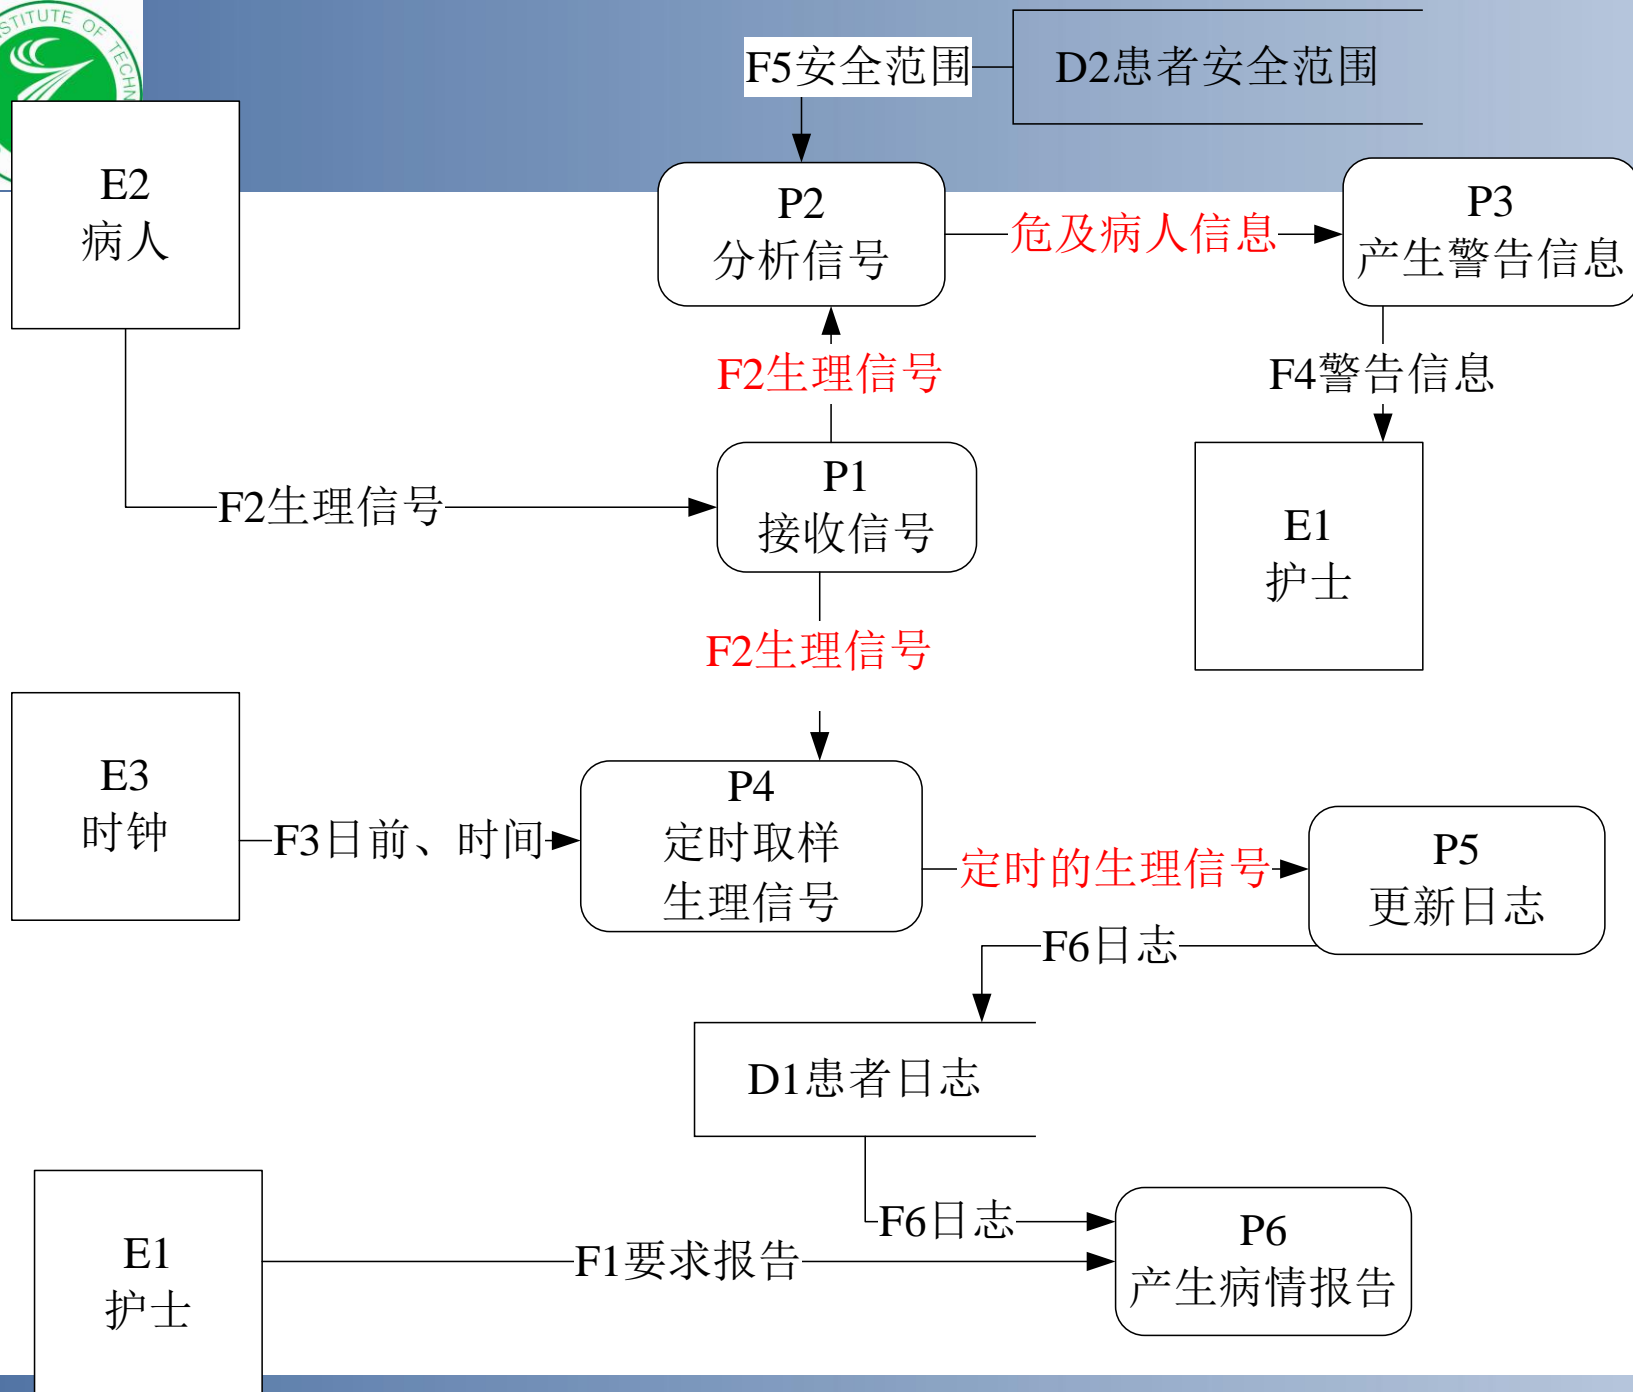 INSTITUTE OF TECHN
F5安全范围
D2患者安全范围
E2
病人
P2
分析信号
危及病人信息
P3
产生警告信息
F2生理信号
F4警告信息
F2生理信号
P1
接收信号
E1
护士
F2生理信号
E3
时钟
F3日前、时间
P4
定时取样
生理信号
定时的生理信号
P5
更新日志
F6日志
D1患者日志
E1
护士
F6日志
F1要求报告
P6
产生病情报告